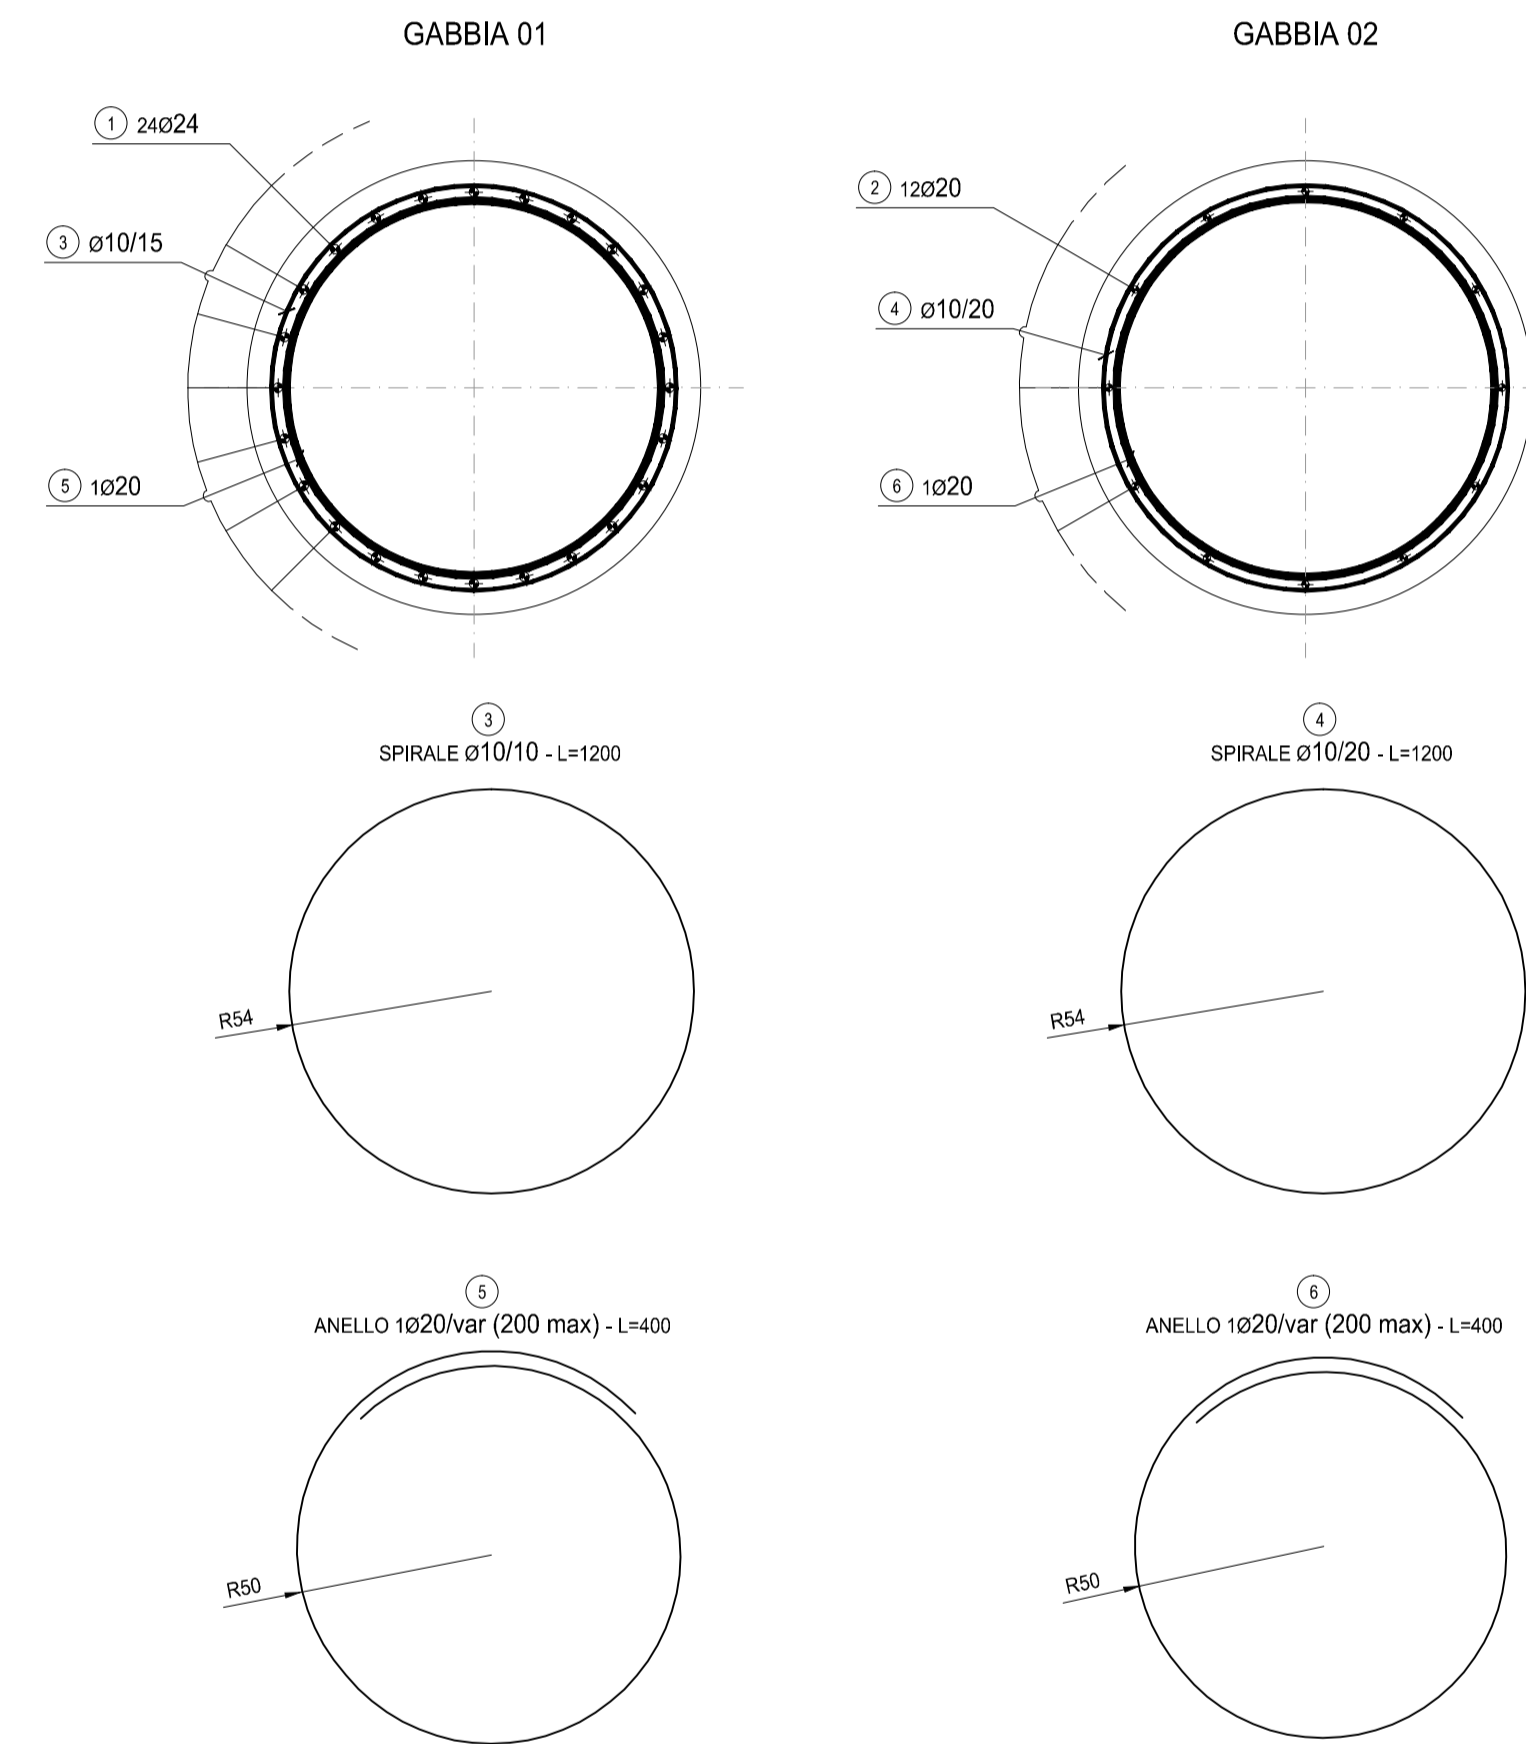 GABBIA 01
GABBIA 02
1 24Ø24
3 Ø10/15
5 1Ø20
2 12Ø20
4 Ø10/20
6 1Ø20
3
SPIRALE Ø10/10 - L=1200
4
SPIRALE Ø10/20 - L=1200
R54
R54
5
ANELLO 1Ø20/var (200 max) - L=400
6
ANELLO 1Ø20/var (200 max) - L=400
R50
R50